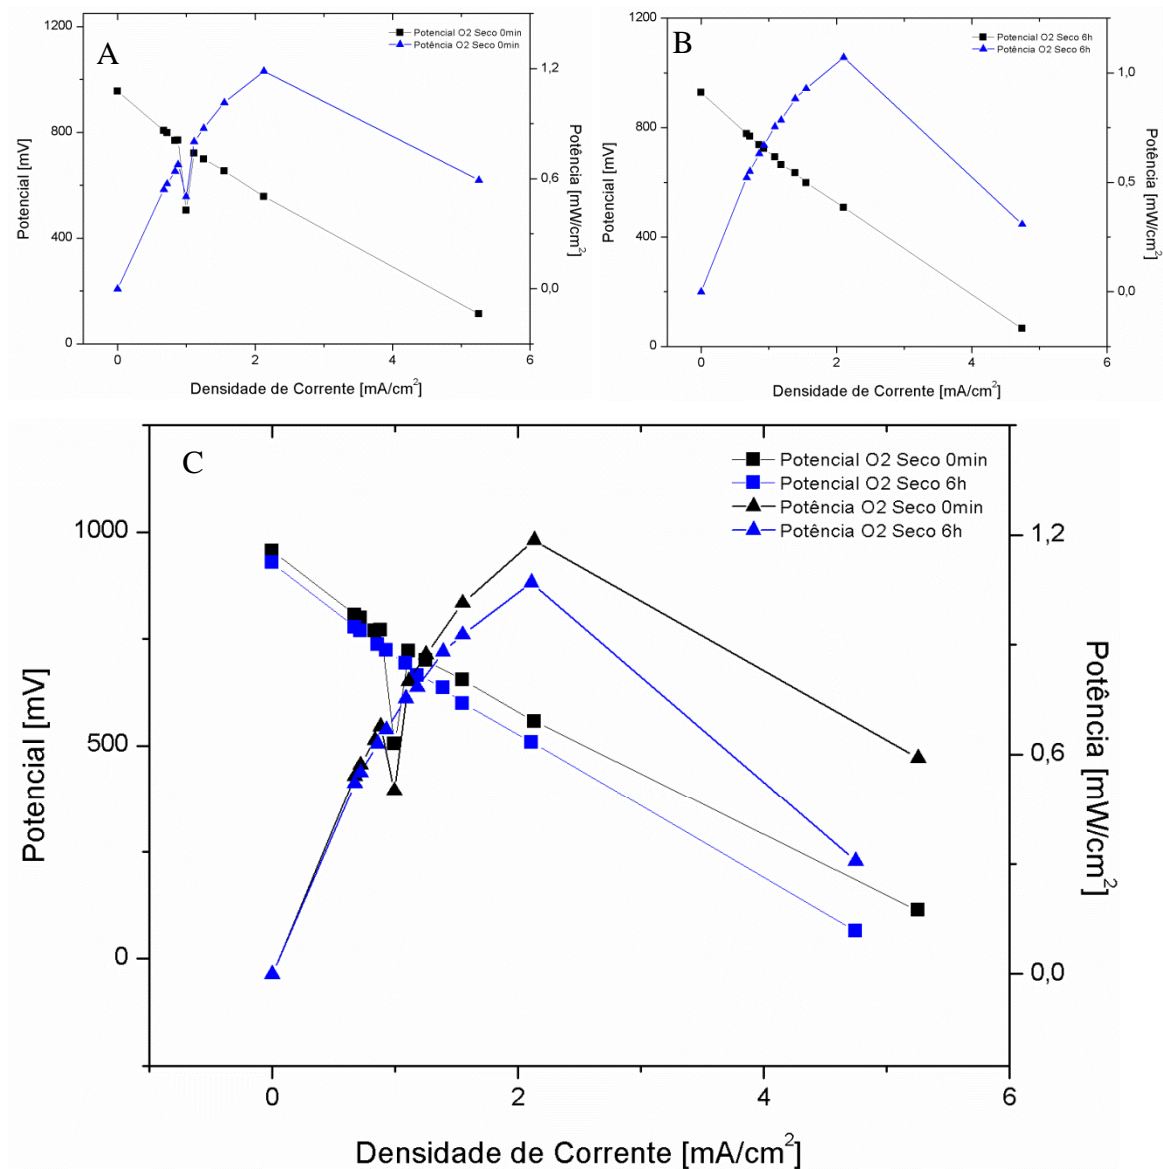 A
Potencial O2 Seco 0min
Potência O2 Seco 0min
1200
800
400
0
Potencial [mV]
1,2
0,6
0,0
Potência [mW/cm²]
0 2 4 6
Densidade de Corrente [mA/cm²]
B
Potencial O2 Seco 6h
Potência O2 Seco 6h
1200
800
400
0
Potencial [mV]
1,0
0,5
0,0
Potência [mW/cm²]
0 2 4 6
Densidade de Corrente [mA/cm²]
C
Potencial O2 Seco 0min
Potencial O2 Seco 6h
Potência O2 Seco 0min
Potência O2 Seco 6h
1000
500
0
Potencial [mV]
1,2
0,6
0,0
Potência [mW/cm²]
0 2 4 6
Densidade de Corrente [mA/cm²]